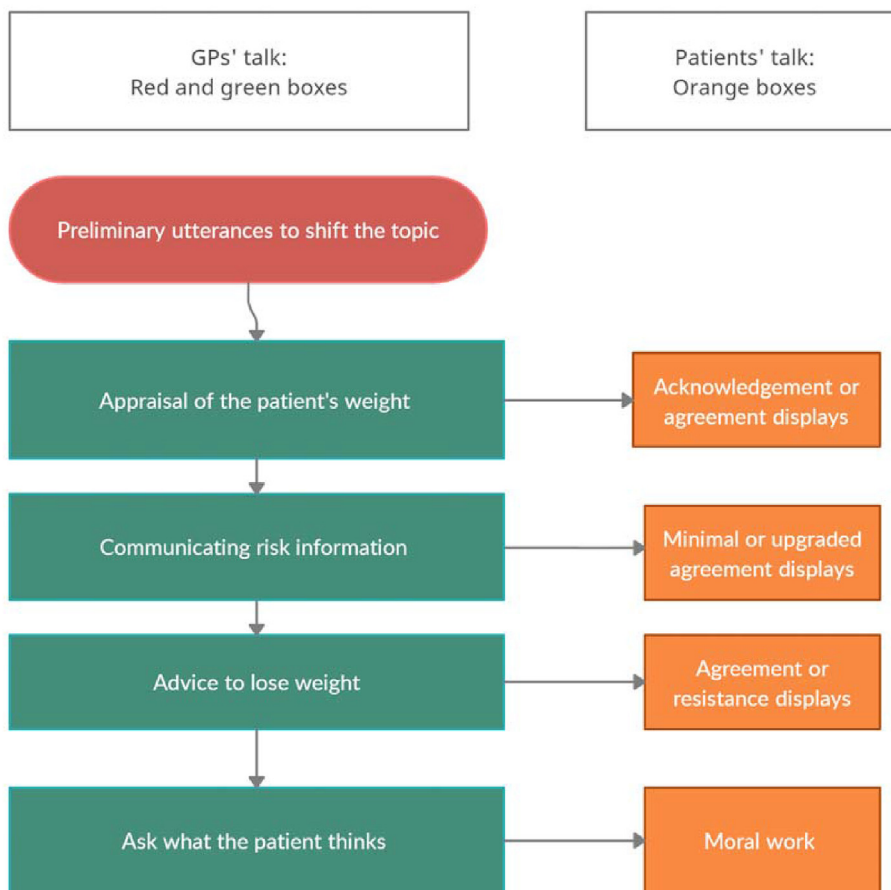 GPs' talk:
Red and green boxes
Patients' talk:
Orange boxes
Preliminary utterances to shift the topic
Appraisal of the patient's weight
Acknowledgement or
agreement displays
Communicating risk information
Minimal or upgraded
agreement displays
Advice to lose weight
Agreement or
resistance displays
Ask what the patient thinks
Moral work